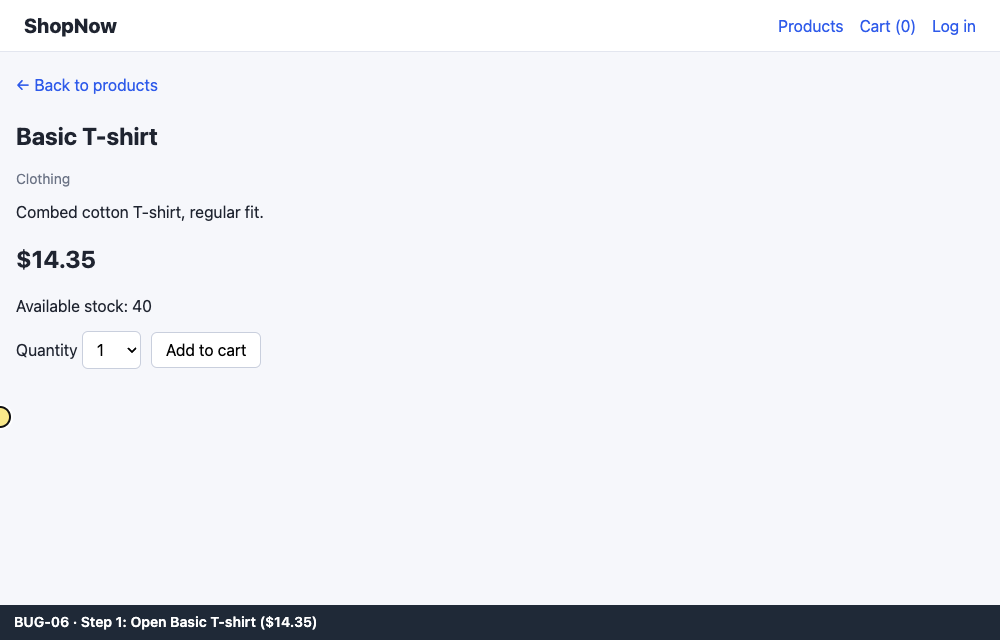 ShopNow
Products Cart (0) Log in
← Back to products
Basic T-shirt
Clothing
Combed cotton T-shirt, regular fit.
$14.35
Available stock: 40
Quantity 1 Add to cart
BUG-06 · Step 1: Open Basic T-shirt ($14.35)